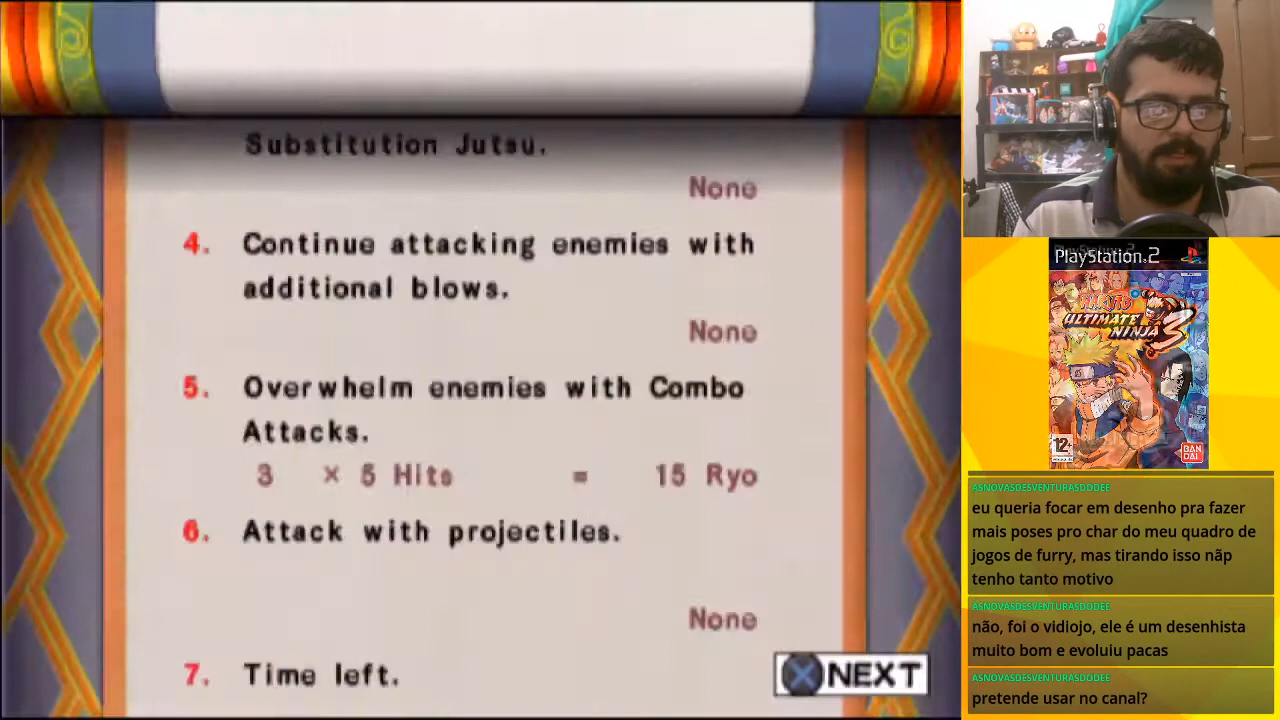 Substitution Jutsu.
None
4. Continue attacking enemies with
additional blows.
None
5. Overwhelm enemies with Combo
Attacks.
3 × 5 Hits = 15 Ryo
6. Attack with projectiles.
None
7. Time left.
NEXT
PlayStation.2
NARUTO
ULTIMATE
NINJA 3
12+
BAN
DAI
ASNOVASDESVENTURASDODEE
eu queria focar em desenho pra fazer
mais poses pro char do meu quadro de
jogos de furry, mas tirando isso nãp
tenho tanto motivo
ASNOVASDESVENTURASDODEE
não, foi o vidiojo, ele é um desenhista
muito bom e evoluiu pacas
ASNOVASDESVENTURASDODEE
pretende usar no canal?